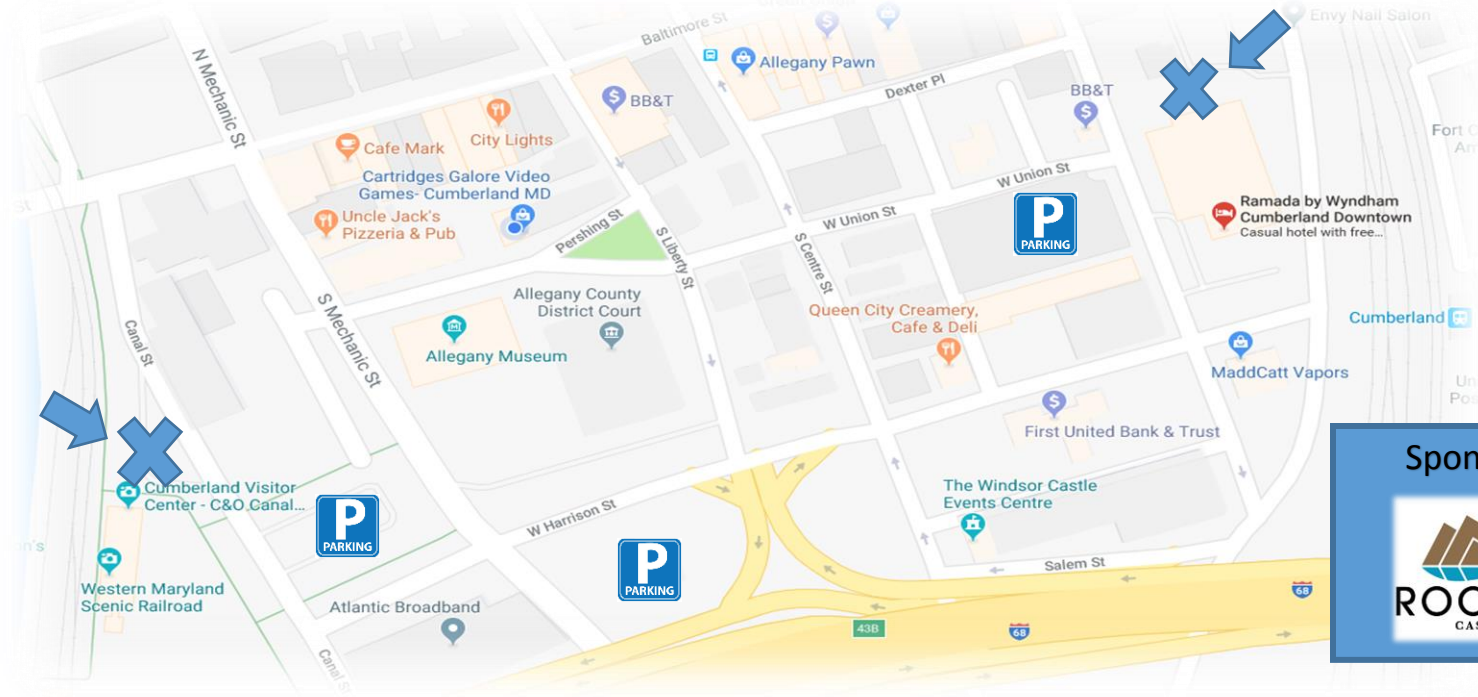 Baltimore St
Envy Nail Salon
N Mechanic St
Allegany Pawn
Dexter Pl
BB&T
BB&T
City Lights
Cafe Mark
Fort
Cartridges Galore Video
Games- Cumberland MD
W Union St
P
PARKING
Ramada by Wyndham
Cumberland Downtown
Casual hotel with free...
Uncle Jack's
Pizzeria & Pub
Pershing St
W Union St
S Liberty St
S Centre St
Allegany County
District Court
S Mechanic St
Queen City Creamery,
Cafe & Deli
Cumberland
Canal St
Allegany Museum
MaddCatt Vapors
First United Bank & Trust
Cumberland Visitor
Center - C&O Canal...
The Windsor Castle
Events Centre
P
PARKING
W Harrison St
P
PARKING
Salem St
Western Maryland
Scenic Railroad
Atlantic Broadband
68
43B
68
Canal St
Spon
ROC
CAS